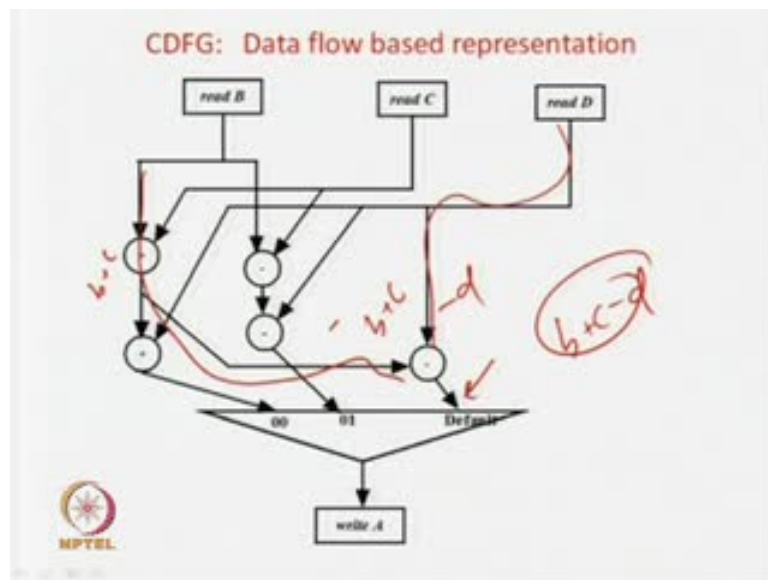 CDFG: Data flow based representation
read B
read C
read D
b - c
-
-
b + c
- d
b + c - d
+
-
-
00
01
Default
write A
NPTEL